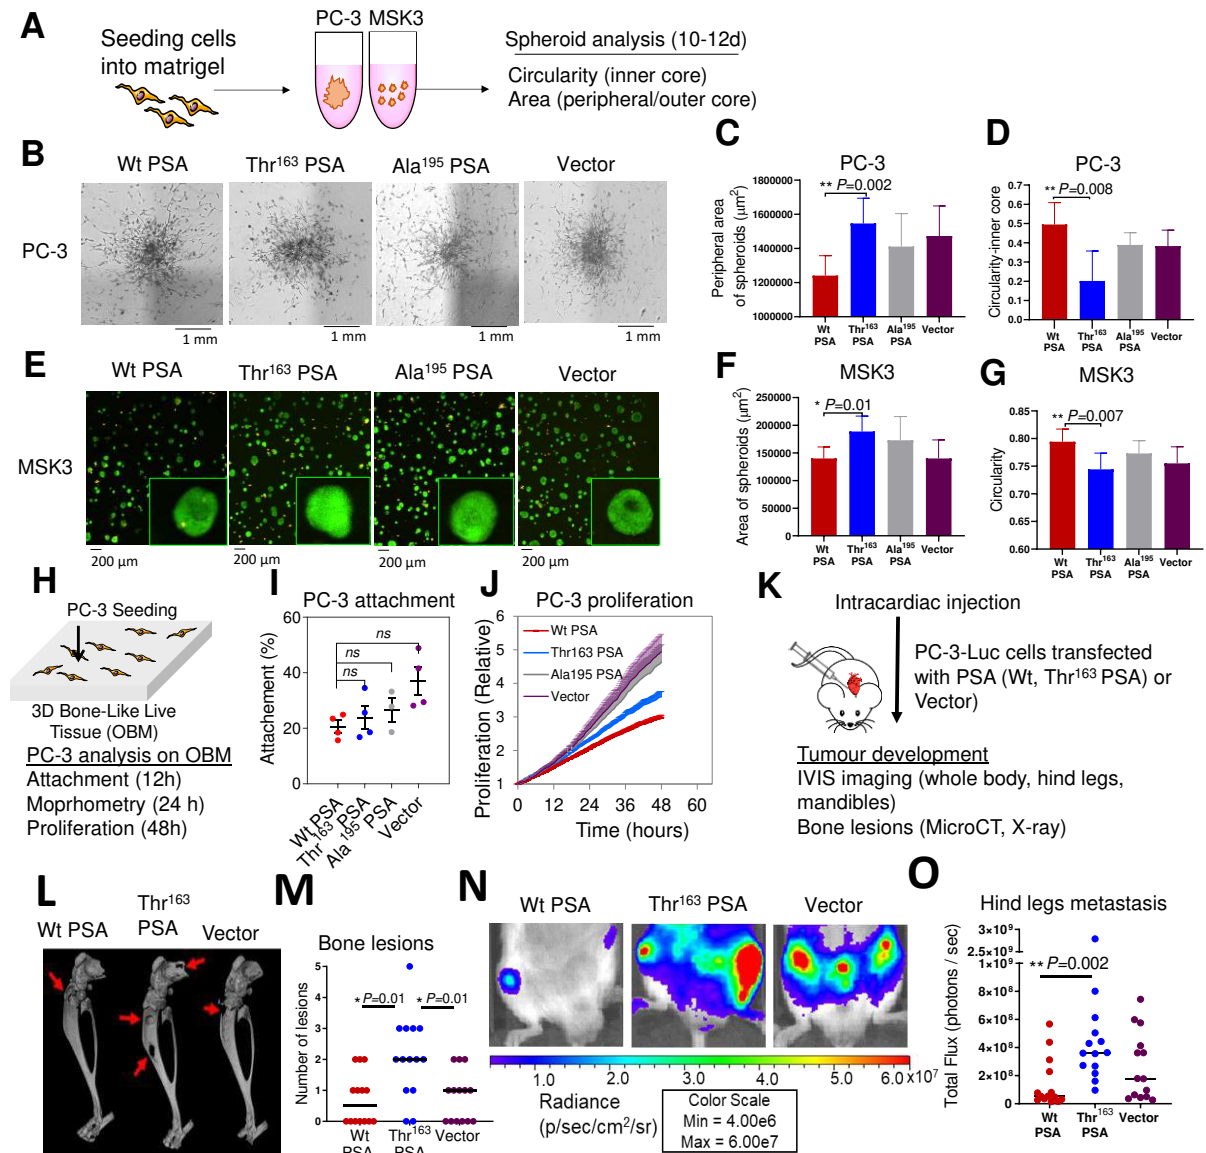 A
Seeding cells
into matrigel
PC-3 MSK3
Spheroid analysis (10-12d)
Circularity (inner core)
Area (peripheral/outer core)
B
Wt PSA
Thr¹⁶³ PSA
Ala¹⁹⁵ PSA
Vector
PC-3
1 mm
1 mm
1 mm
1 mm
C
PC-3
** P=0.002
Peripheral area
of spheroids (μm²)
1800000
1600000
1400000
1200000
1000000
Wt
PSA
Thr¹⁶³
PSA
Ala¹⁹⁵
PSA
Vector
D
PC-3
** P=0.008
Circularity-inner core
0.7
0.6
0.5
0.4
0.3
0.2
0.1
0.0
Wt
PSA
Thr¹⁶³
PSA
Ala¹⁹⁵
PSA
Vector
E
Wt PSA
Thr¹⁶³ PSA
Ala¹⁹⁵ PSA
Vector
MSK3
200 μm
200 μm
200 μm
200 μm
F
MSK3
* P=0.01
Area of spheroids (μm²)
250000
200000
150000
100000
50000
0
Wt
PSA
Thr¹⁶³
PSA
Ala¹⁹⁵
PSA
Vector
G
MSK3
** P=0.007
Circularity
0.85
0.80
0.75
0.70
0.65
0.60
Wt
PSA
Thr¹⁶³
PSA
Ala¹⁹⁵
PSA
Vector
H
PC-3 Seeding
3D Bone-Like Live
Tissue (OBM)
PC-3 analysis on OBM
Attachment (12h)
Moprhometry (24 h)
Proliferation (48h)
I
PC-3 attachment
Attachement (%)
60
40
20
0
ns
ns
ns
Wt PSA
Thr¹⁶³ PSA
Ala ¹⁹⁵ PSA
Vector
J
PC-3 proliferation
Proliferation (Relative)
6
5
4
3
2
1
Wt PSA
Thr163 PSA
Ala195 PSA
Vector
0 12 24 36 48 60
Time (hours)
K
Intracardiac injection
PC-3-Luc cells transfected
with PSA (Wt, Thr¹⁶³ PSA) or
Vector)
Tumour development
IVIS imaging (whole body, hind legs,
mandibles)
Bone lesions (MicroCT, X-ray)
L
Wt PSA
Thr¹⁶³
PSA
Vector
M
Bone lesions
* P=0.01
* P=0.01
Number of lesions
5
4
3
2
1
0
Wt
PSA
Thr¹⁶³
PSA
Vector
N
Wt PSA
Thr¹⁶³ PSA
Vector
1.0 2.0 3.0 4.0 5.0 6.0 X10⁷
Radiance
(p/sec/cm²/sr)
Color Scale
Min = 4.00e6
Max = 6.00e7
O
Hind legs metastasis
** P=0.002
Total Flux (photons / sec)
3×10⁹
2×10⁹
1×10⁹
8×10⁸
6×10⁸
4×10⁸
2×10⁸
0
Wt
PSA
Thr¹⁶³
PSA
Vector